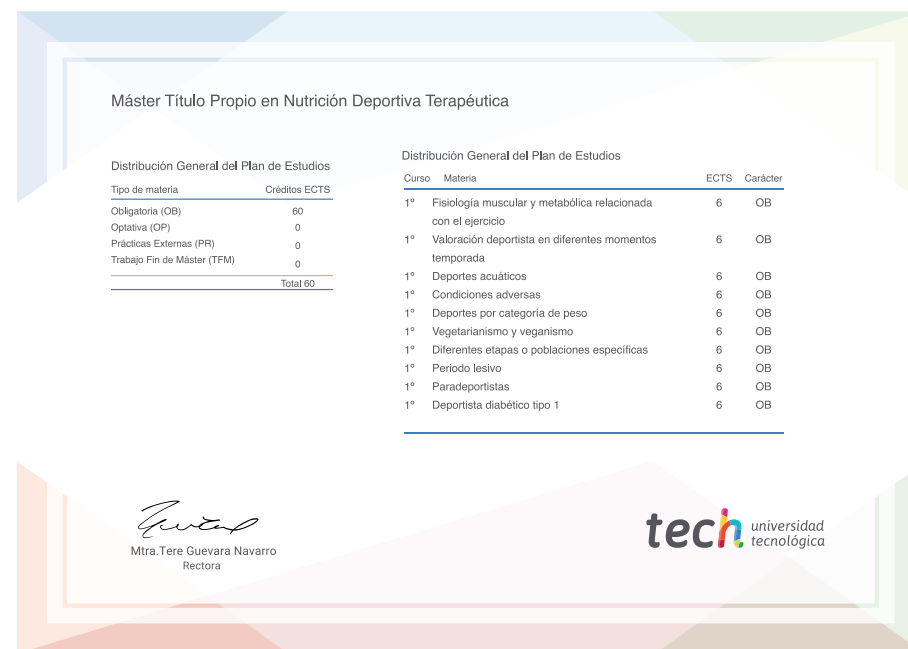 Máster Título Propio en Nutrición Deportiva Terapéutica
Distribución General del Plan de Estudios
Tipo de materia Créditos ECTS
Obligatoria (OB) 60
Optativa (OP) 0
Prácticas Externas (PR) 0
Trabajo Fin de Máster (TFM) 0
Total 60
Distribución General del Plan de Estudios
Curso Materia ECTS Carácter
1º Fisiología muscular y metabólica relacionada 6 OB
con el ejercicio
1º Valoración deportista en diferentes momentos 6 OB
temporada
1º Deportes acuáticos 6 OB
1º Condiciones adversas 6 OB
1º Deportes por categoría de peso 6 OB
1º Vegetarianismo y veganismo 6 OB
1º Diferentes etapas o poblaciones específicas 6 OB
1º Periodo lesivo 6 OB
1º Paradeportistas 6 OB
1º Deportista diabético tipo 1 6 OB
Mtra.Tere Guevara Navarro
Rectora
tech universidad
tecnológica